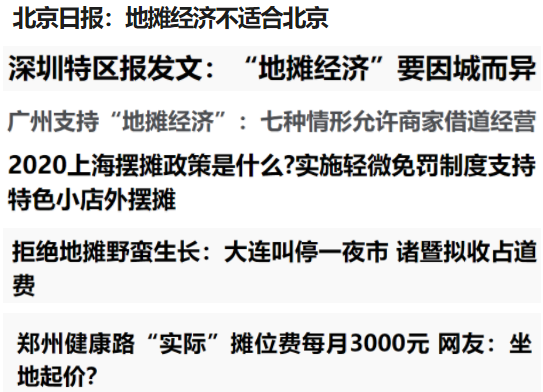 北京日报：地摊经济不适合北京
深圳特区报发文：“地摊经济”要因城而异
广州支持“地摊经济”：七种情形允许商家借道经营
2020上海摆摊政策是什么?实施轻微免罚制度支持
特色小店外摆摊
拒绝地摊野蛮生长：大连叫停一夜市 诸暨拟收占道
费
郑州健康路“实际”摊位费每月3000元 网友：坐
地起价?